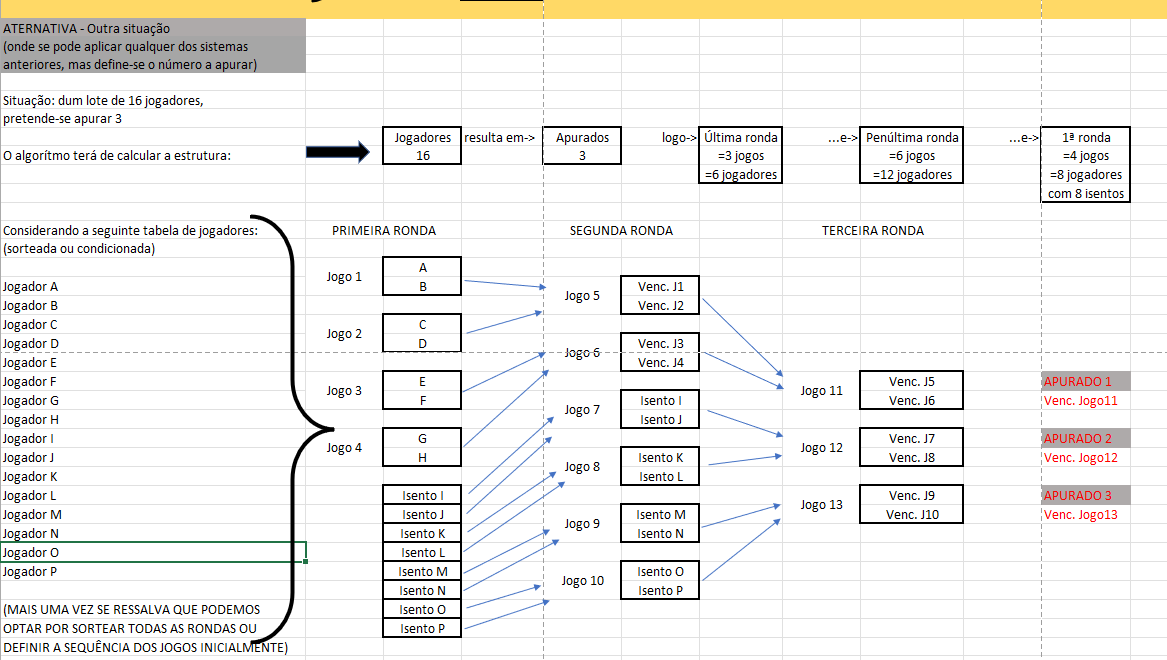 ATERNATIVA - Outra situação
(onde se pode aplicar qualquer dos sistemas
anteriores, mas define-se o número a apurar)
Situação: dum lote de 16 jogadores,
pretende-se apurar 3
O algorítmo terá de calcular a estrutura:
Jogadores
16
resulta em->
Apurados
3
logo->
Última ronda
=3 jogos
=6 jogadores
...e->
Penúltima ronda
=6 jogos
=12 jogadores
...e->
1ª ronda
=4 jogos
=8 jogadores
com 8 isentos
Considerando a seguinte tabela de jogadores:
(sorteada ou condicionada)
Jogador A
Jogador B
Jogador C
Jogador D
Jogador E
Jogador F
Jogador G
Jogador H
Jogador I
Jogador J
Jogador K
Jogador L
Jogador M
Jogador N
Jogador O
Jogador P
(MAIS UMA VEZ SE RESSALVA QUE PODEMOS
OPTAR POR SORTEAR TODAS AS RONDAS OU
DEFINIR A SEQUÊNCIA DOS JOGOS INICIALMENTE)
PRIMEIRA RONDA
Jogo 1
A
B
Jogo 2
C
D
Jogo 3
E
F
Jogo 4
G
H
Isento I
Isento J
Isento K
Isento L
Isento M
Isento N
Isento O
Isento P
SEGUNDA RONDA
Jogo 5
Venc. J1
Venc. J2
Jogo 6
Venc. J3
Venc. J4
Jogo 7
Isento I
Isento J
Jogo 8
Isento K
Isento L
Jogo 9
Isento M
Isento N
Jogo 10
Isento O
Isento P
TERCEIRA RONDA
Jogo 11
Venc. J5
Venc. J6
Jogo 12
Venc. J7
Venc. J8
Jogo 13
Venc. J9
Venc. J10
APURADO 1
Venc. Jogo11
APURADO 2
Venc. Jogo12
APURADO 3
Venc. Jogo13